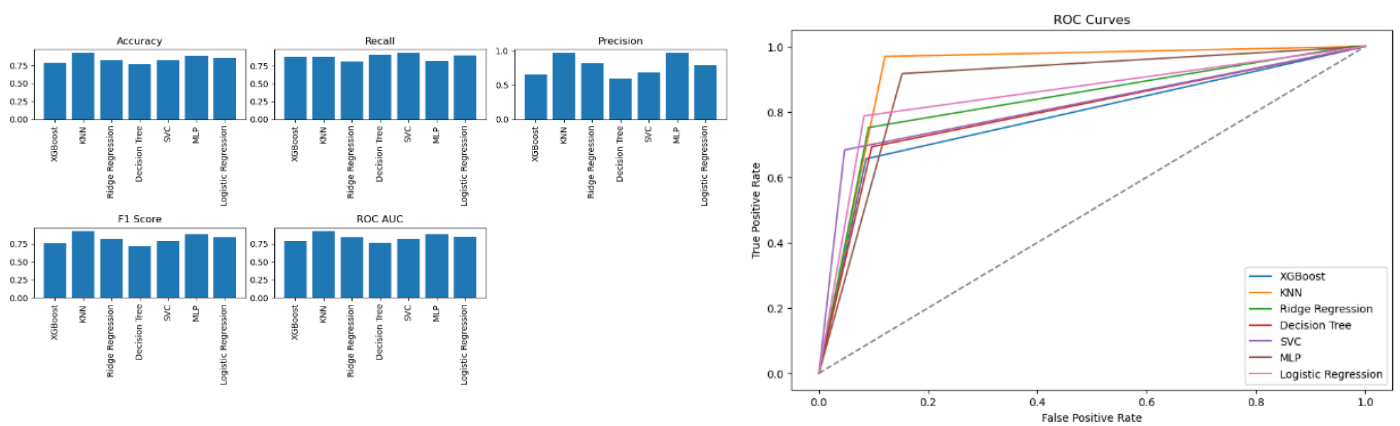 Accuracy
0.75
0.50
0.25
0.00
XGBoost
KNN
Ridge Regression
Decision Tree
SVC
MLP
Logistic Regression
Recall
0.75
0.50
0.25
0.00
XGBoost
KNN
Ridge Regression
Decision Tree
SVC
MLP
Logistic Regression
Precision
1.0
0.5
0.0
XGBoost
KNN
Ridge Regression
Decision Tree
SVC
MLP
Logistic Regression
F1 Score
0.75
0.50
0.25
0.00
XGBoost
KNN
Ridge Regression
Decision Tree
SVC
MLP
Logistic Regression
ROC AUC
0.75
0.50
0.25
0.00
XGBoost
KNN
Ridge Regression
Decision Tree
SVC
MLP
Logistic Regression
ROC Curves
True Positive Rate
1.0
0.8
0.6
0.4
0.2
0.0
0.0
0.2
0.4
0.6
0.8
1.0
False Positive Rate
XGBoost
KNN
Ridge Regression
Decision Tree
SVC
MLP
Logistic Regression